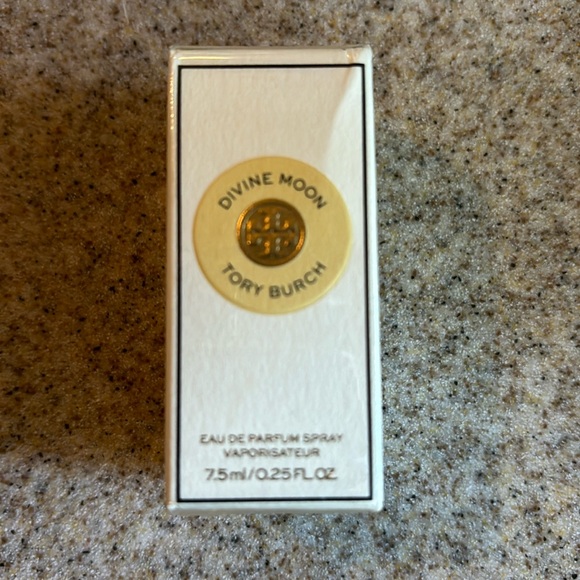 DIVINE MOON
TORY BURCH
EAU DE PARFUM SPRAY
VAPORISATEUR
7.5 ml/0.25 FL. OZ.